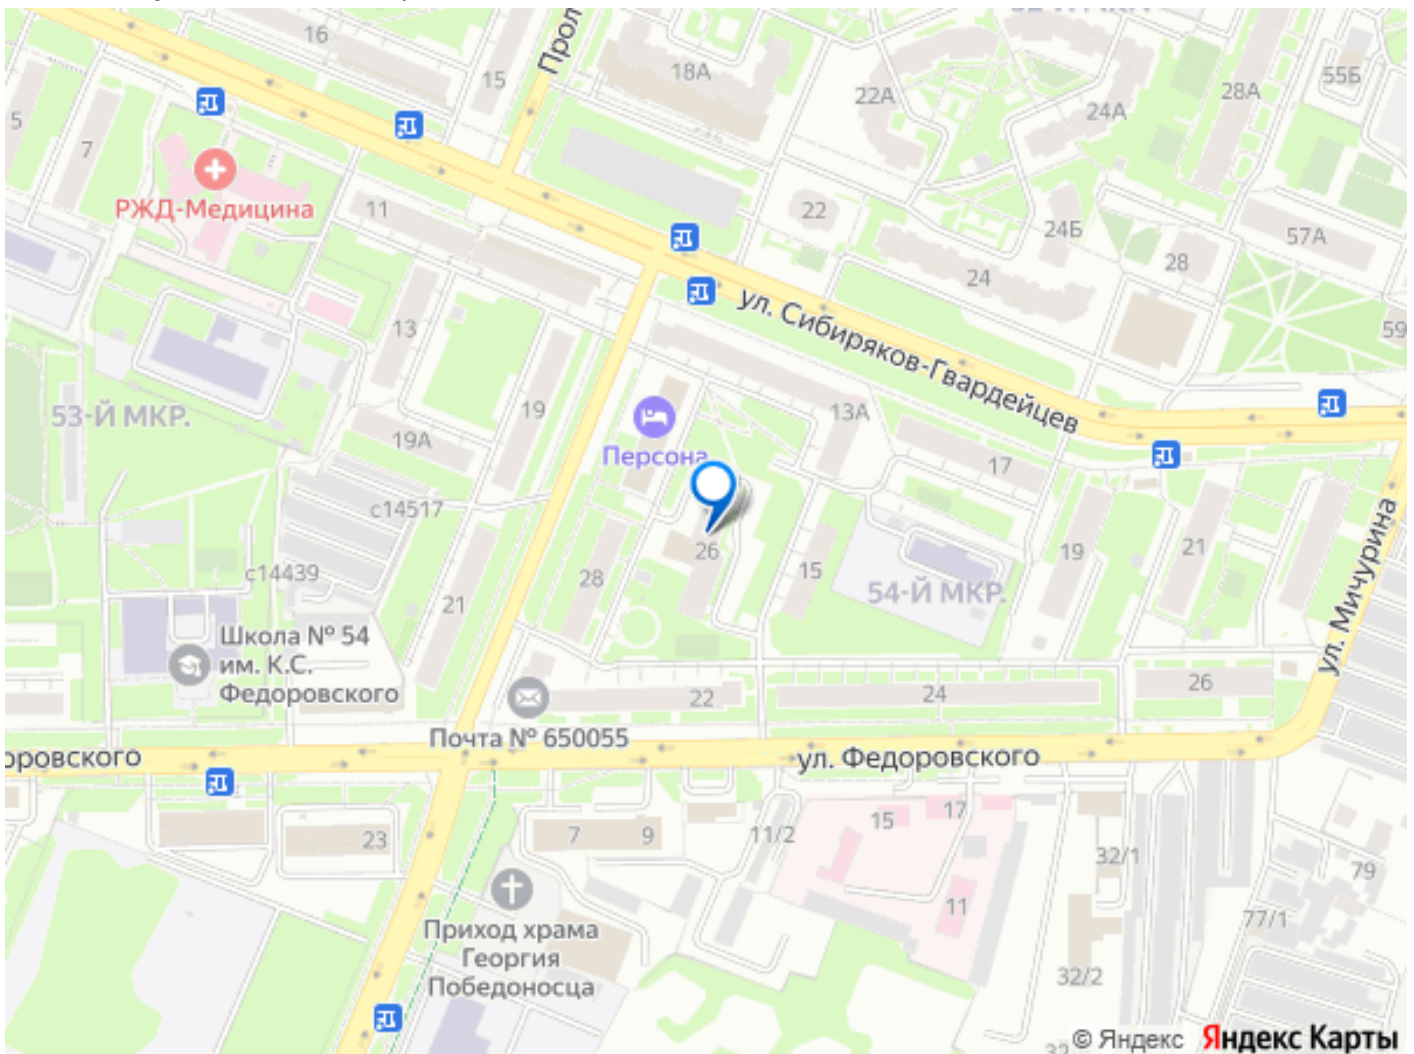 16
15
Прол
18А
22А
24А
28А
55Б
5
7
РЖД-Медицина
11
22
24Б
57А
24
28
13
ул. Сибиряков-Гвардейцев
59
53-Й МКР.
19
19А
Персона
13А
17
с14517
26
28
15
54-Й МКР.
19
21
ул. Мичурина
с14439
21
Школа № 54
им. К.С.
Федоровского
22
24
26
Почта № 650055
оровского
ул. Федоровского
23
7
9
11/2
15
17
32/1
79
11
77/1
Приход храма
Георгия
Победоносца
32/2
© Яндекс Яндекс Карты